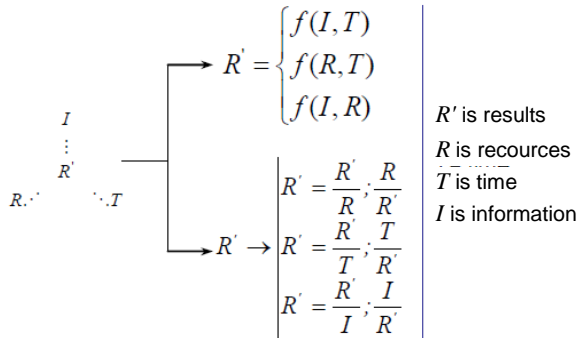 R' = { f(I,T)
f(R,T)
f(I,R)
I
⋮
R'
R⋰ ⋱T
R' → | R' = R'/R ; R/R'
R' = R'/T ; T/R'
R' = R'/I ; I/R'
R' is results
R is recources
T is time
I is information